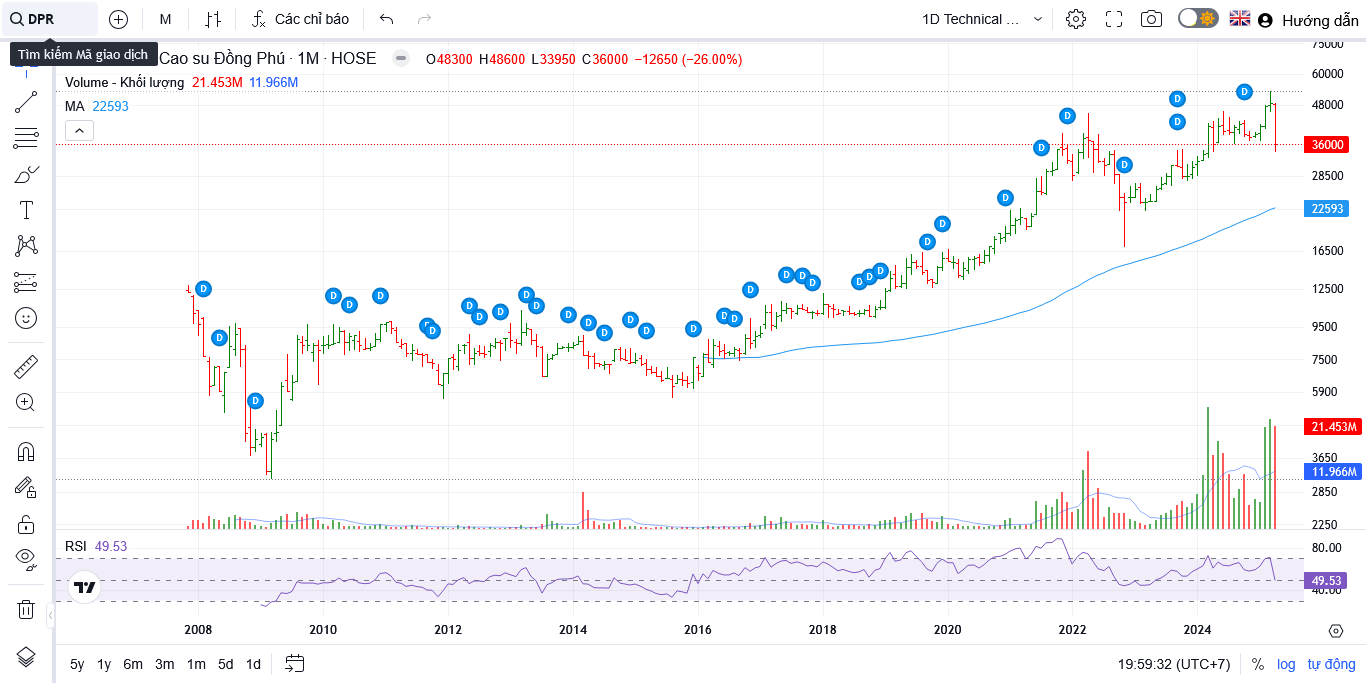 DPR
M
Các chỉ báo
1D Technical ...
Hướng dẫn
Tìm kiếm Mã giao dịch
Cao su Đồng Phú · 1M · HOSE
O48300 H48600 L33950 C36000 −12650 (−26.00%)
Volume - Khối lượng 21.453M 11.966M
MA 22593
75000
60000
48000
36000
28500
22593
16500
12500
9500
7500
5900
21.453M
3650
11.966M
2850
2250
D D D D D D D D D D D D D D D D D D D D D D D D D D D D D D D D D D D D D D
RSI 49.53
80.00
49.53
40.00
2008 2010 2012 2014 2016 2018 2020 2022 2024
5y 1y 6m 3m 1m 5d 1d
19:59:32 (UTC+7)
% log tự động